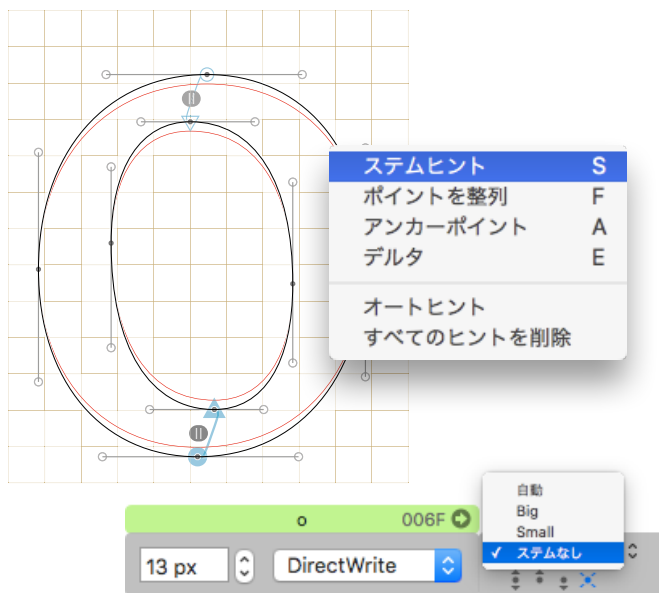 ステムヒント S
ポイントを整列 F
アンカーポイント A
デルタ E
オートヒント
すべてのヒントを削除
o 006F
13 px
DirectWrite
自動
Big
Small
✓ ステムなし